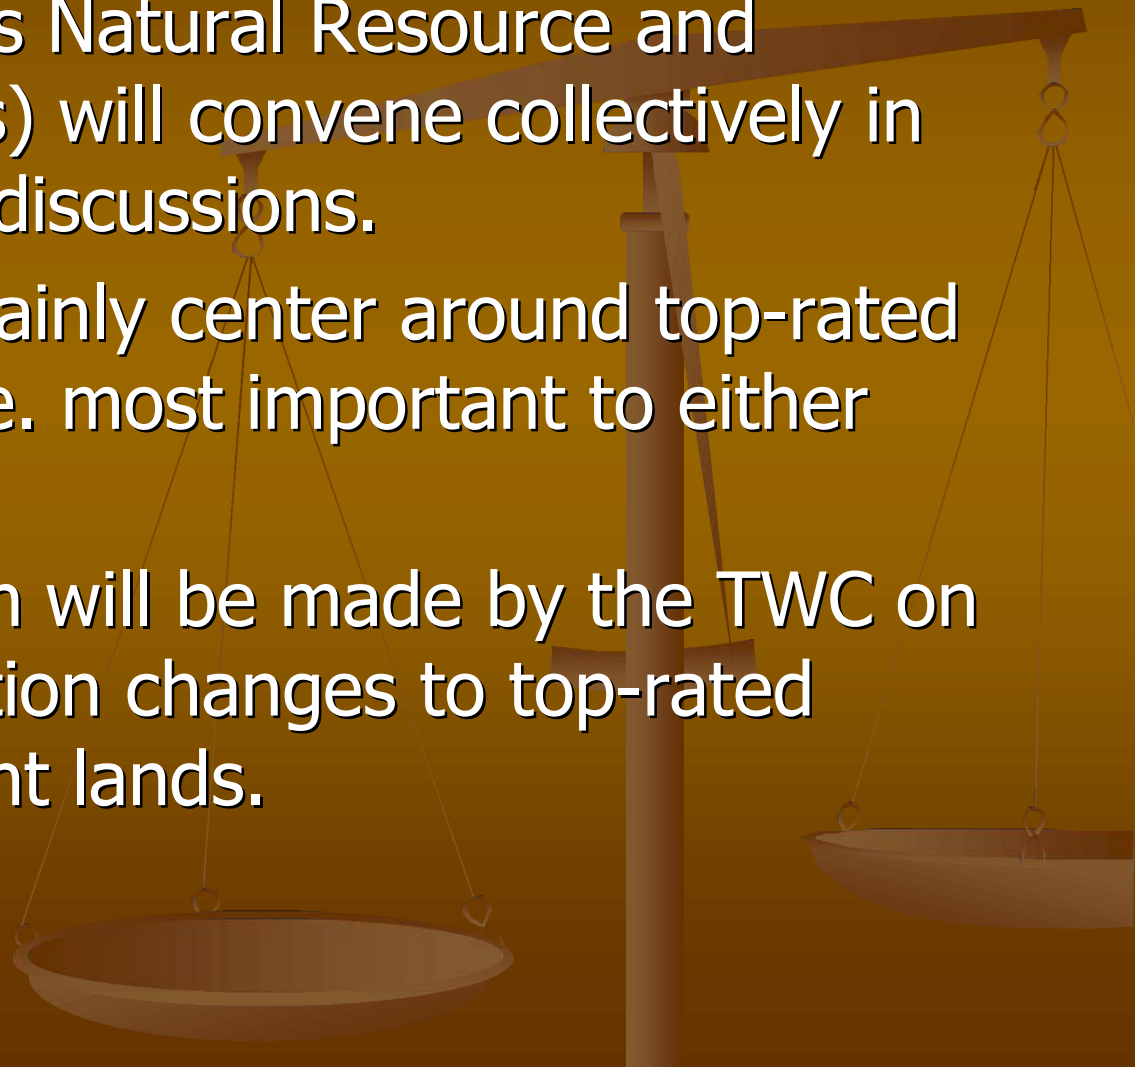 s Natural Resource and
s) will convene collectively in
discussions.
ainly center around top-rated
e. most important to either
n will be made by the TWC on
tion changes to top-rated
nt lands.